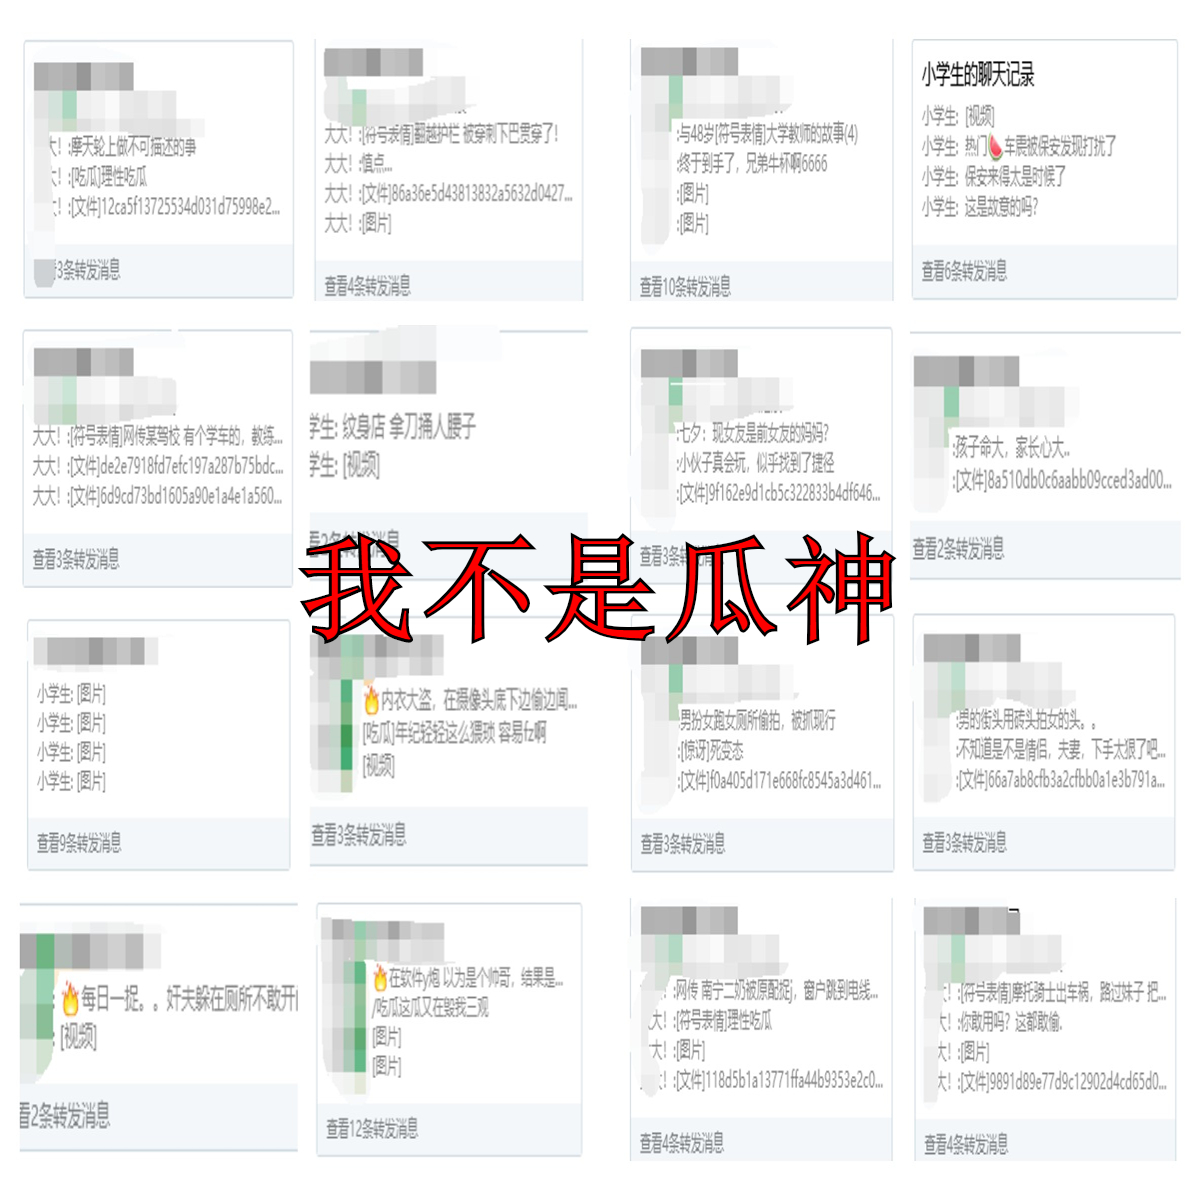 大！:摩天轮上做不可描述的事
:[吃瓜]理性吃瓜
:[文件]12ca5f13725534d031d75998e2...
3条转发消息
大大！:[符号表情]翻越护栏 被穿刺下巴贯穿了!
大大！:慎点...
大大！:[文件]86a36e5d43813832a5632d0427...
大大！:[图片]
查看4条转发消息
:与48岁[符号表情]大学教师的故事(4)
:终于到手了，兄弟牛杯啊6666
:[图片]
:[图片]
查看10条转发消息
小学生的聊天记录
小学生: [视频]
小学生: 热门🍉车震被保安发现打扰了
小学生: 保安来得太是时候了
小学生: 这是故意的吗?
查看6条转发消息
大大！:[符号表情]网传某驾校 有个学车的，教练...
大大！:[文件]de2e7918fd7efc197a287b75bdc...
大大！:[文件]6d9cd73bd1605a90e1a4e1a560...
查看3条转发消息
学生: 纹身店 拿刀捅人腰子
学生: [视频]
看2条转发消息
:七夕：现女友是前女友的妈妈?
:小伙子真会玩，似乎找到了捷径
:[文件]9f162e9d1cb5c322833b4df646...
查看3条转发消息
:孩子命大，家长心大..
:[文件]8a510db0c6aabb09cced3ad00...
查看2条转发消息
我不是瓜神
小学生: [图片]
小学生: [图片]
小学生: [图片]
小学生: [图片]
查看9条转发消息
🔥内衣大盗，在摄像头底下边偷边闻...
[吃瓜]年纪轻轻这么猥琐 容易fz啊
[视频]
查看3条转发消息
男扮女跑女厕所偷拍，被抓现行
:[惊讶]死变态
:[文件]f0a405d171e668fc8545a3d461...
查看3条转发消息
:男的街头用砖头拍女的头。。
:不知道是不是情侣，夫妻，下手太狠了吧...
:[文件]66a7ab8cfb3a2cfbb0a1e3b791a...
查看3条转发消息
: 🔥每日一捉。。奸夫躲在厕所不敢开
: [视频]
看2条转发消息
🔥在软件y炮 以为是个帅哥，结果是...
/吃瓜这瓜又在毁我三观
[图片]
[图片]
查看12条转发消息
！:网传 南宁二奶被原配捉j，窗户跳到电线...
大！:[符号表情]理性吃瓜
大！:[图片]
！:[文件]118d5b1a13771ffa44b9353e2c0...
查看4条转发消息
大！:[符号表情]摩托骑士出车祸，路过妹子 把...
大！:你敢用吗？这都敢偷.
大！:[图片]
大！:[文件]9891d89e77d9c12902d4cd65d0...
查看4条转发消息